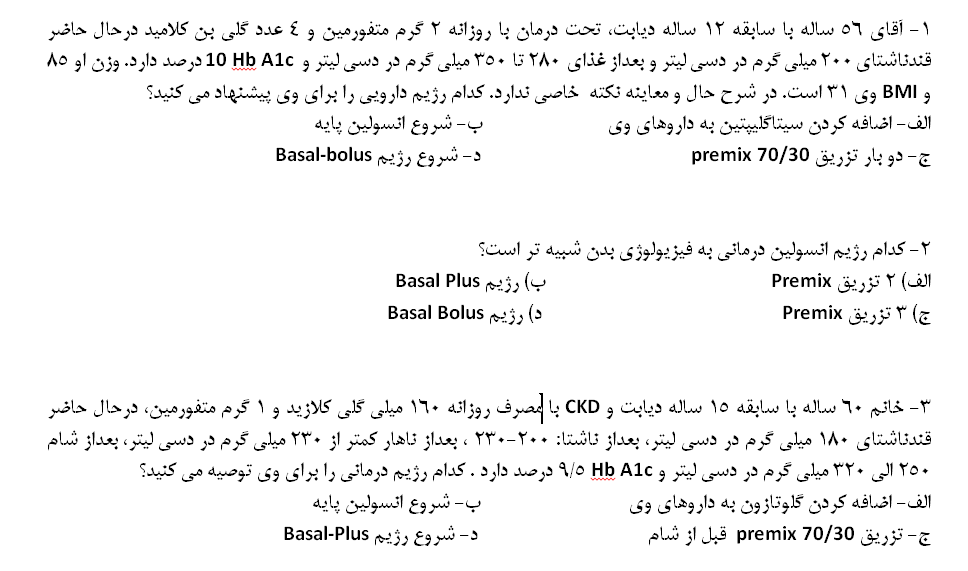 ۱- آقای ٥٦ ساله با سابقه ۱۲ ساله دیابت، تحت درمان با روزانه ۲ گرم متفورمین و ٤ عدد گلی بن کلامید درحال حاضر
قندناشتای ۲۰۰ میلی گرم در دسی لیتر و بعداز غذای ۲۸۰ تا ۳٥۰ میلی گرم در دسی لیتر و Hb A1c 10 درصد دارد. وزن او ۸٥
و BMI وی ۳۱ است. در شرح حال و معاینه نکته خاصی ندارد. کدام رژیم دارویی را برای وی پیشنهاد می کنید؟
الف- اضافه کردن سیتاگلیپتین به داروهای وی ب- شروع انسولین پایه
ج- دو بار تزریق premix 70/30 د- شروع رژیم Basal-bolus
۲- کدام رژیم انسولین درمانی به فیزیولوژی بدن شبیه تر است؟
الف) ۲ تزریق Premix ب) رژیم Basal Plus
ج) ۳ تزریق Premix د) رژیم Basal Bolus
۳- خانم ٦۰ ساله با سابقه ۱٥ ساله دیابت و CKD با مصرف روزانه ۱٦۰ میلی گلی کلازید و ۱ گرم متفورمین، درحال حاضر
قندناشتای ۱۸۰ میلی گرم در دسی لیتر، بعداز ناشتا: ۲۰۰-۲۳۰ ، بعداز ناهار کمتر از ۲۳۰ میلی گرم در دسی لیتر، بعداز شام
۲٥۰ الی ۳۲۰ میلی گرم در دسی لیتر و Hb A1c ۹/٥ درصد دارد . کدام رژیم درمانی را برای وی توصیه می کنید؟
الف- اضافه کردن گلوتازون به داروهای وی ب- شروع انسولین پایه
ج- تزریق premix 70/30 قبل از شام د- شروع رژیم Basal-Plus